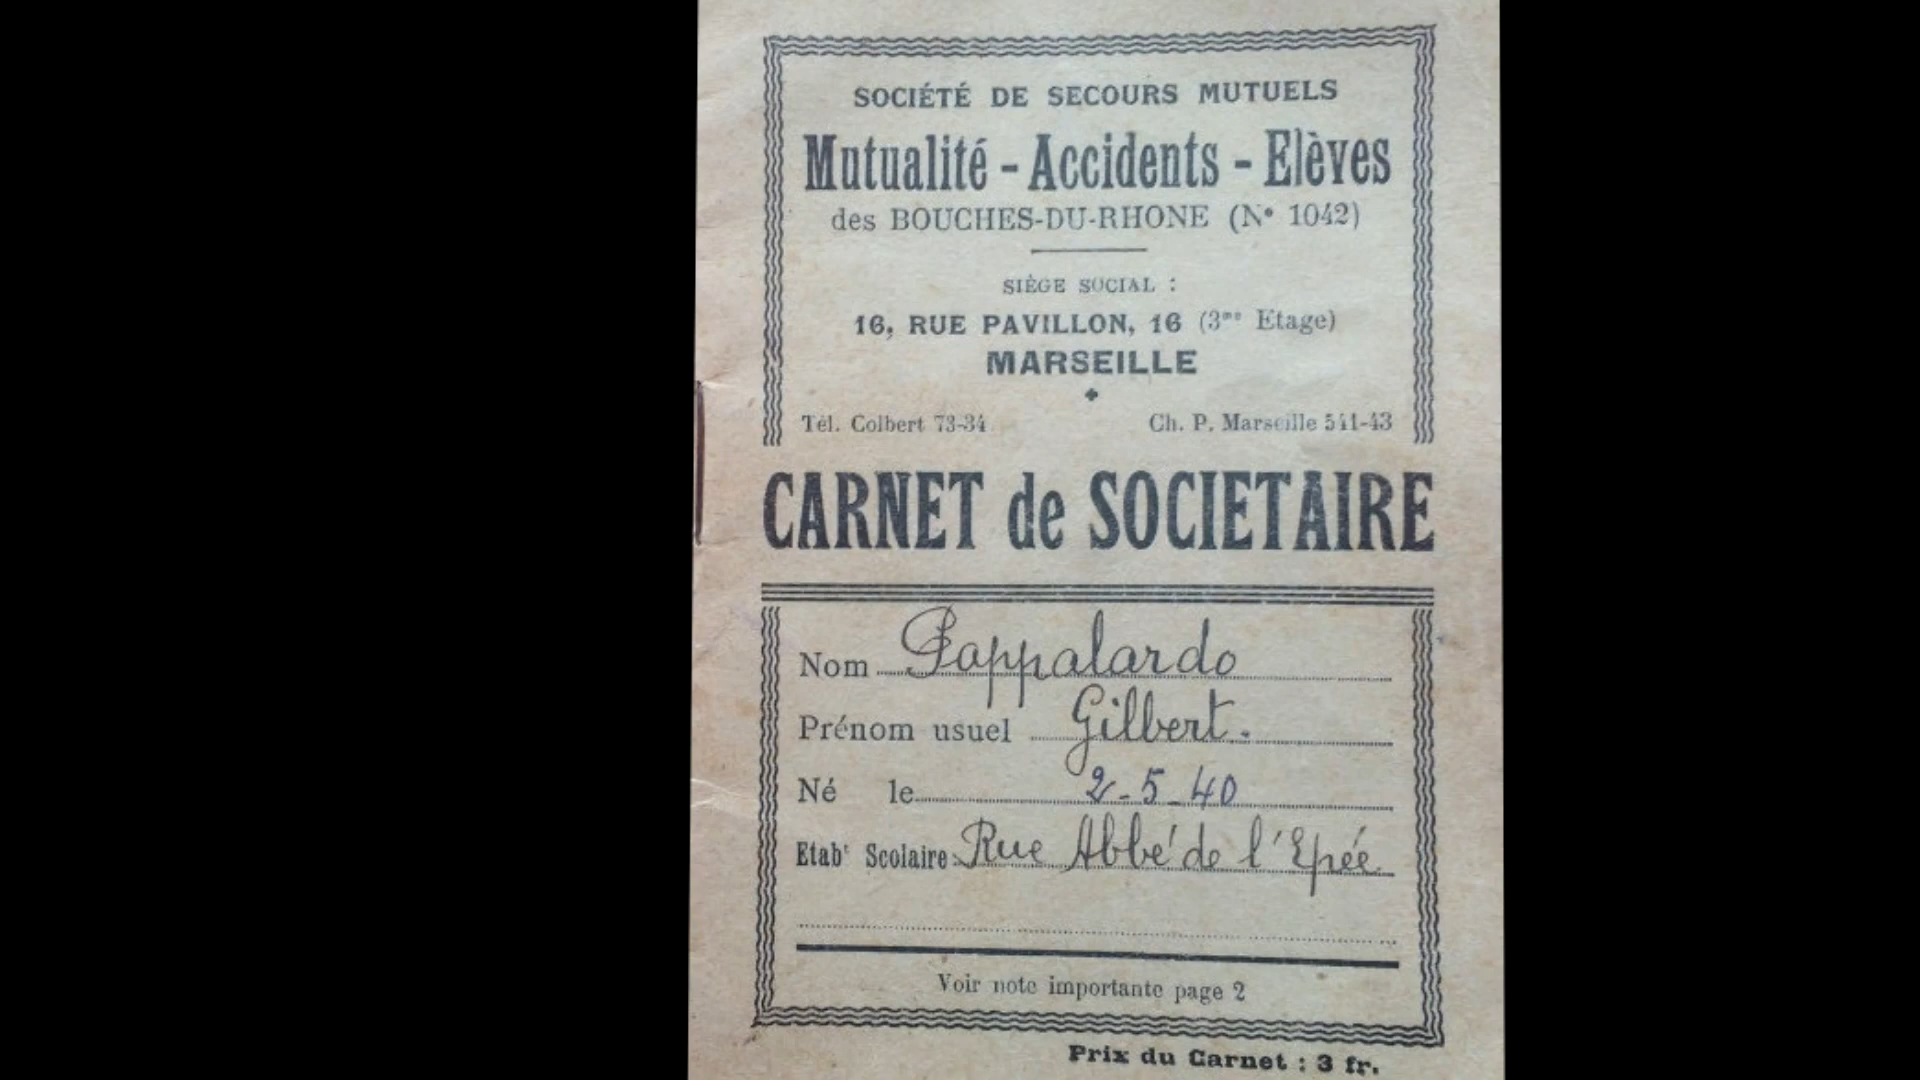 SOCIÉTÉ DE SECOURS MUTUELS
Mutualité - Accidents - Elèves
des BOUCHES-DU-RHONE (N° 1042)
SIÈGE SOCIAL :
16, RUE PAVILLON, 16 (3me Etage)
MARSEILLE
Tél. Colbert 73-34 Ch. P. Marseille 541-43
CARNET de SOCIETAIRE
Nom Pappalardo
Prénom usuel Gilbert.
Né le 2-5-40
Etabt Scolaire: Rue Abbé de l'Epée
Voir note importante page 2
Prix du Carnet : 3 fr.